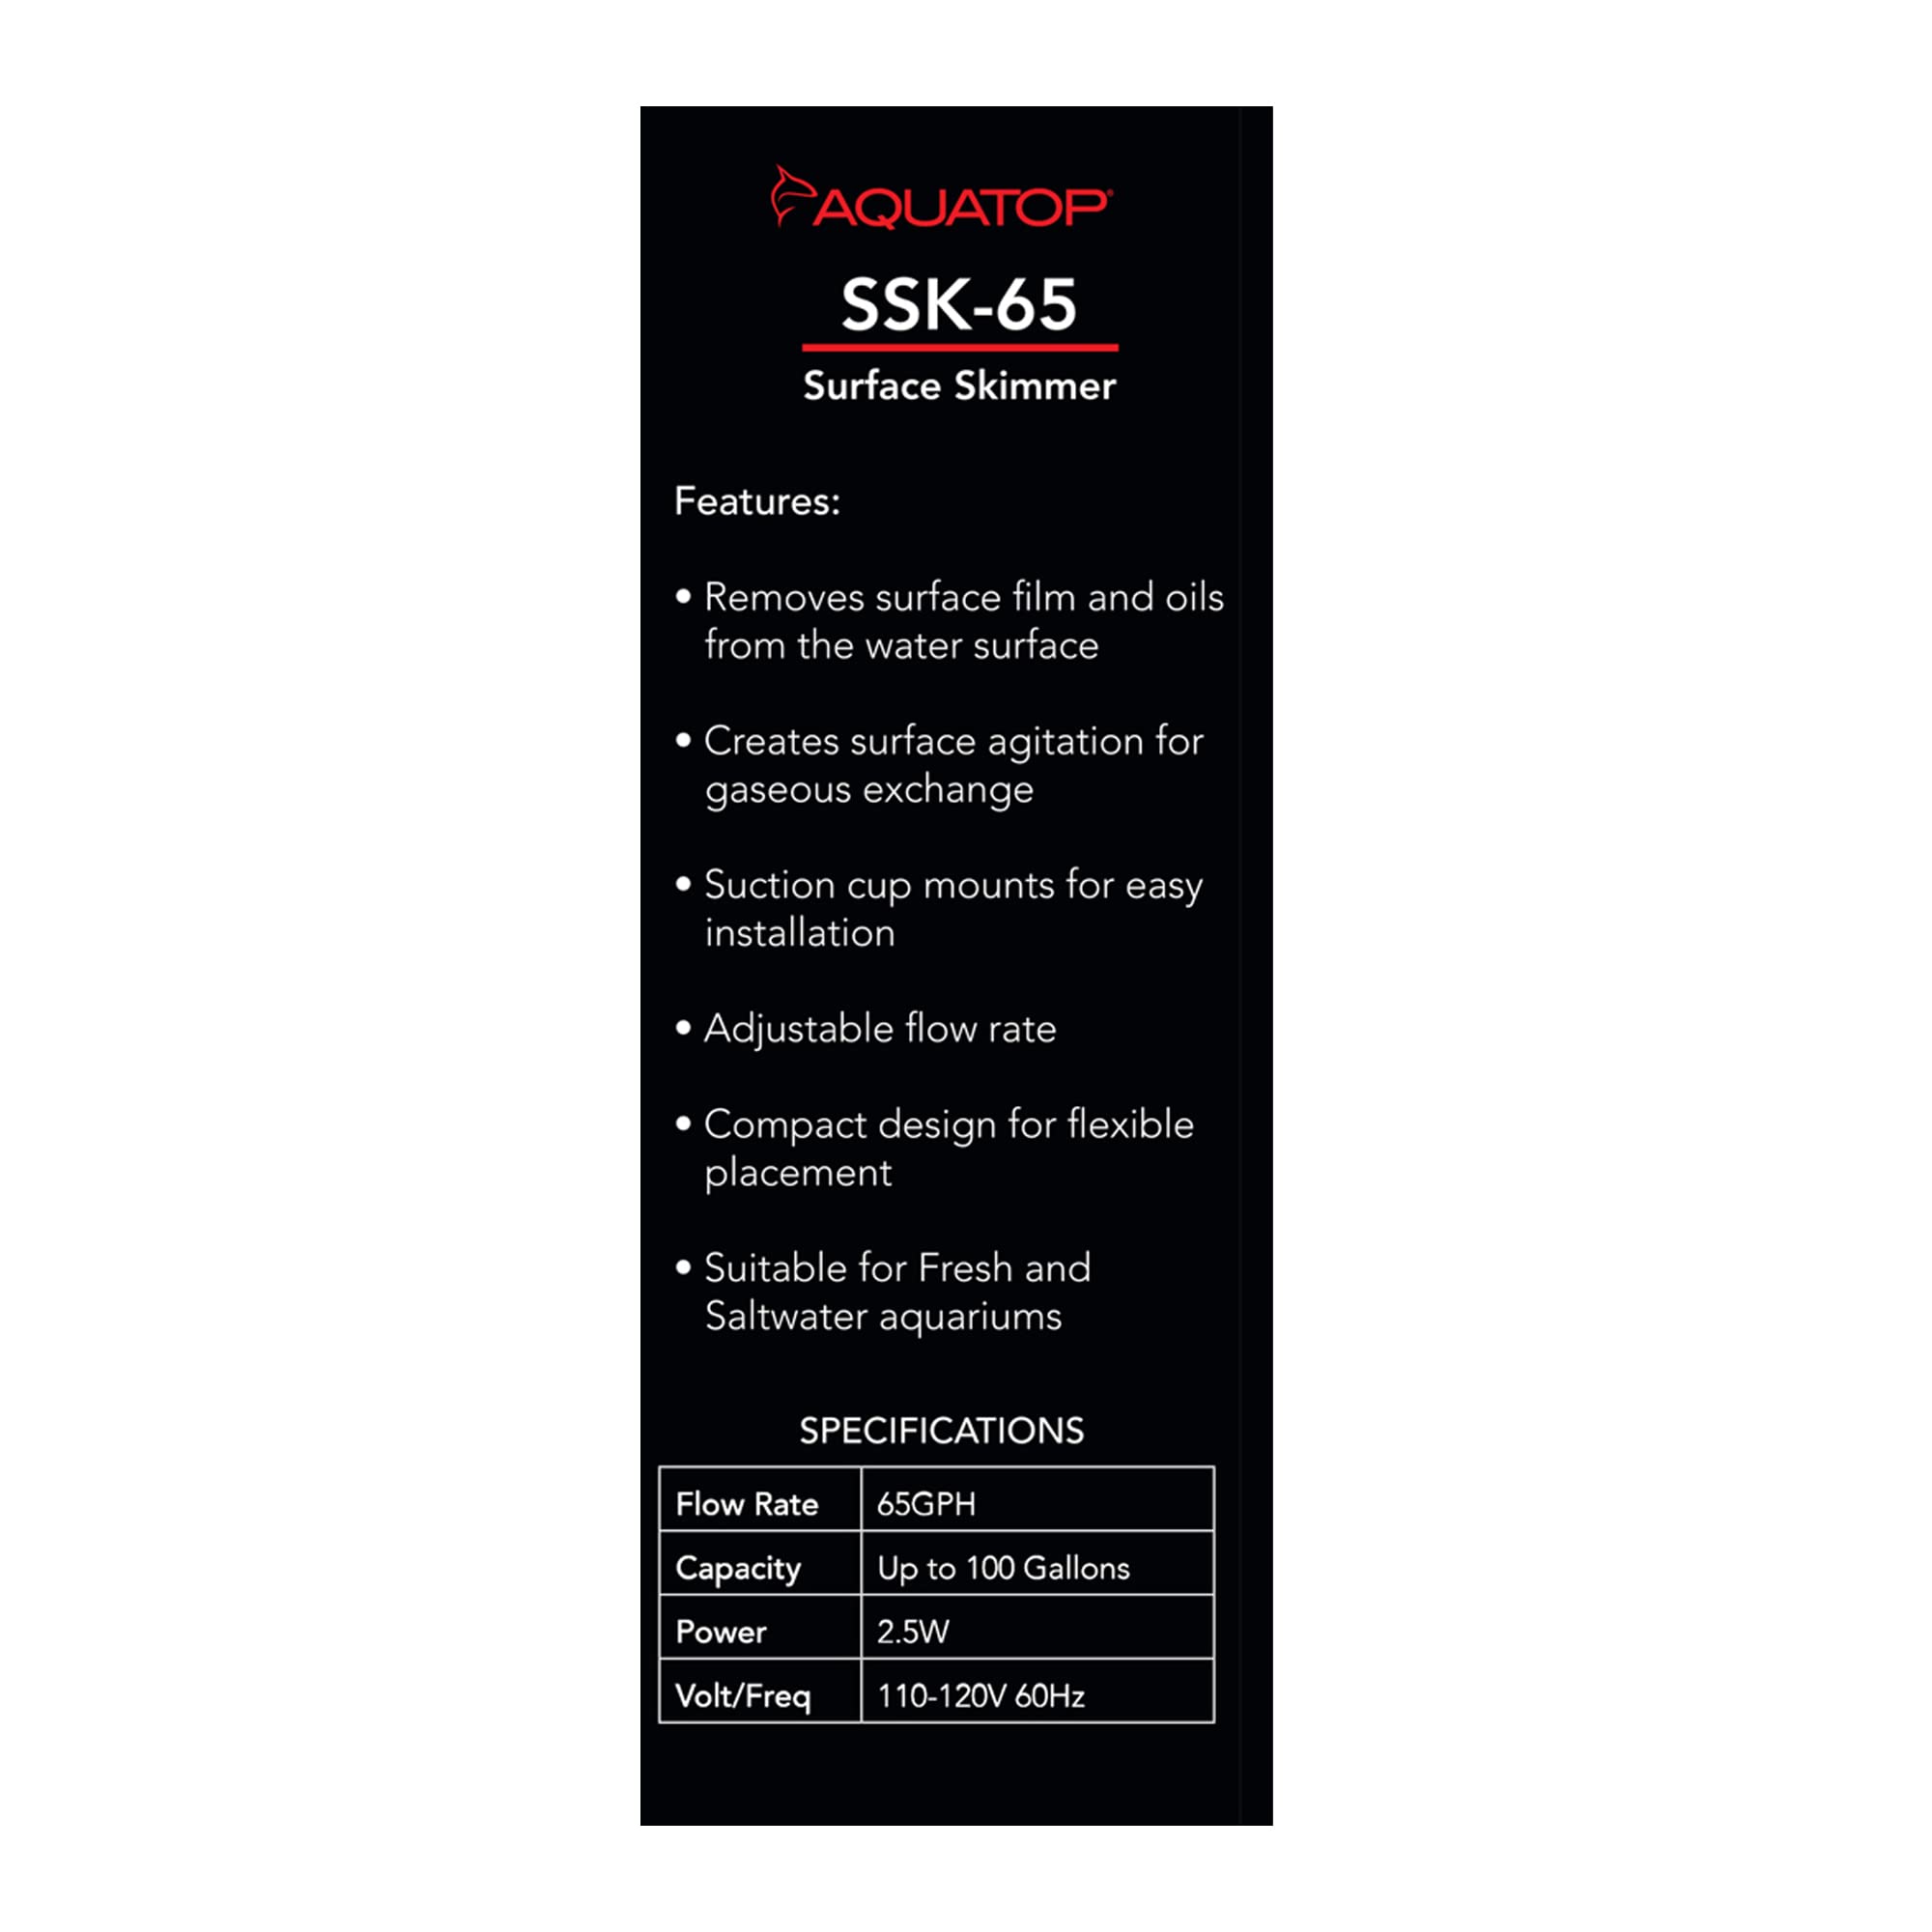 AQUATOP®
SSK-65
Surface Skimmer
Features:
• Removes surface film and oils
from the water surface
• Creates surface agitation for
gaseous exchange
• Suction cup mounts for easy
installation
• Adjustable flow rate
• Compact design for flexible
placement
• Suitable for Fresh and
Saltwater aquariums
SPECIFICATIONS
Flow Rate 65GPH
Capacity Up to 100 Gallons
Power 2.5W
Volt/Freq 110-120V 60Hz